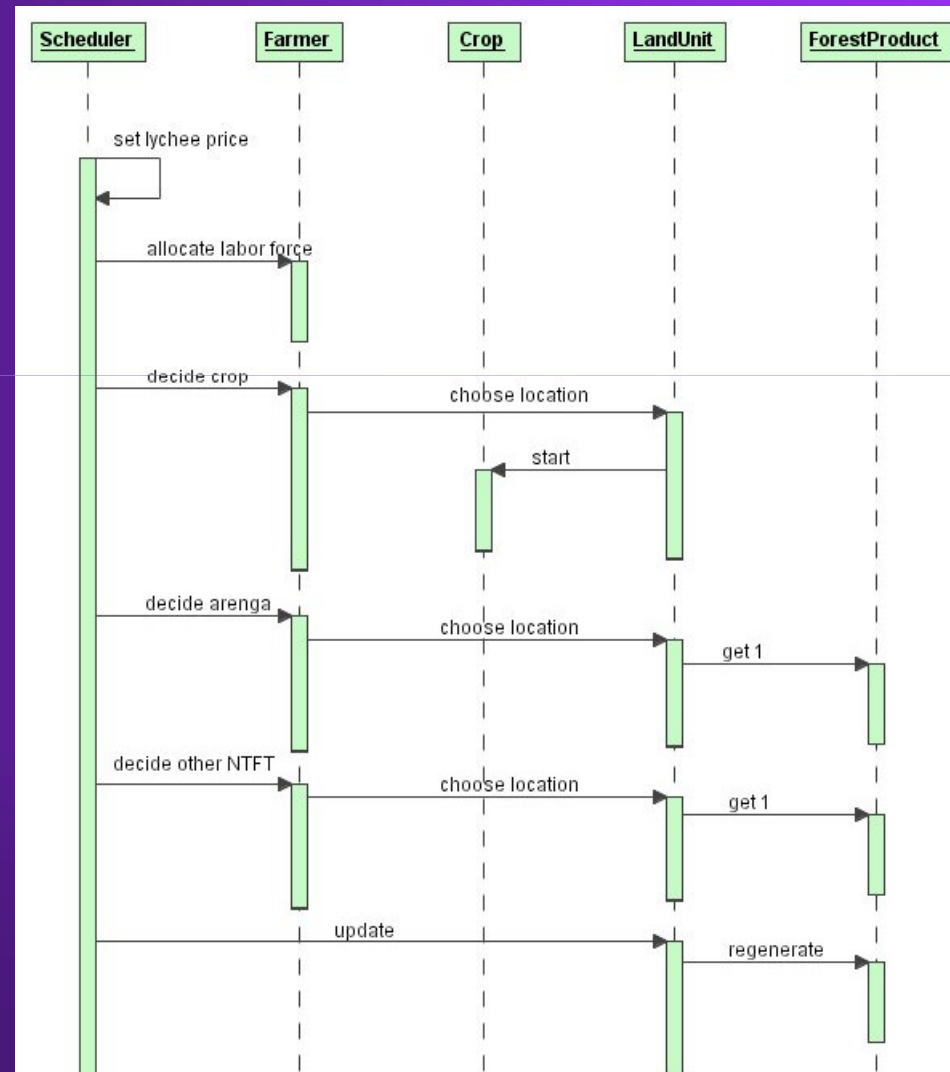 Scheduler
Farmer
Crop
LandUnit
ForestProduct
set lychee price
allocate labor force
decide crop
choose location
start
decide arenga
choose location
get 1
decide other NTFT
choose location
get 1
update
regenerate